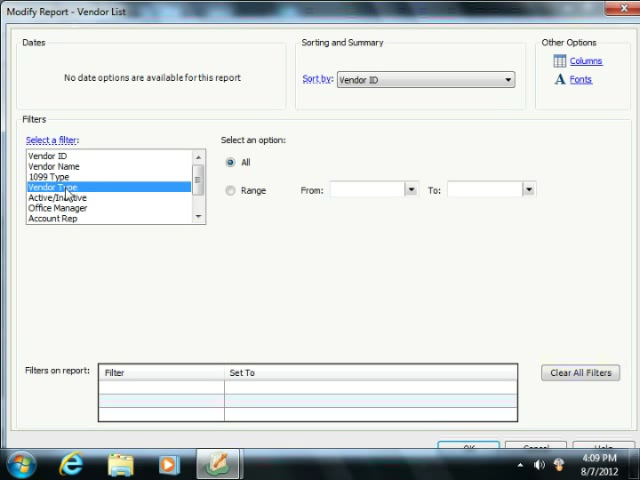 Modify Report - Vendor List
Dates
No date options are available for this report
Sorting and Summary
Sort by:
Vendor ID
Other Options
Columns
Fonts
Filters
Select a filter:
Vendor ID
Vendor Name
1099 Type
Vendor Type
Active/Inactive
Office Manager
Account Rep
Select an option:
All
Range
From:
To:
Filters on report:
Filter
Set To
Clear All Filters
OK
Cancel
Help
4:09 PM
8/7/2012